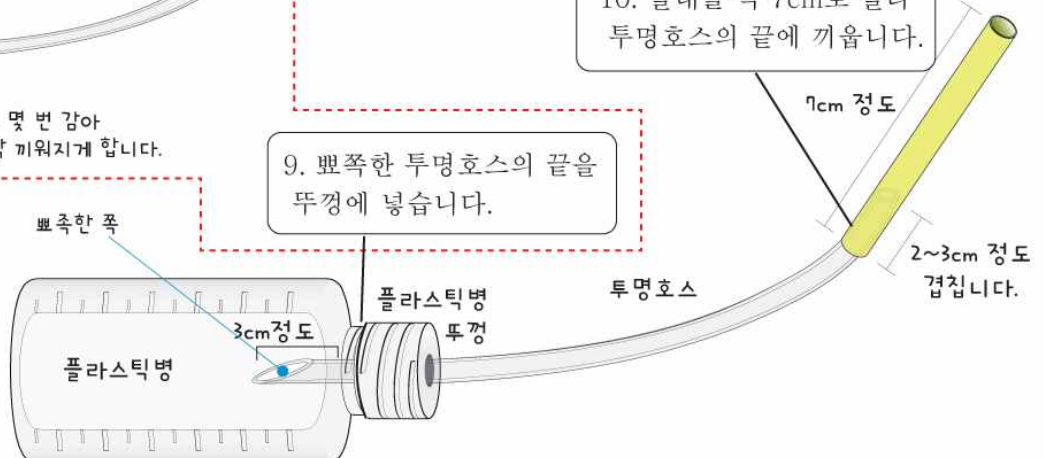 투명호스의 끝에 끼웁니다.
7cm 정도
몇 번 감아
끼워지게 합니다.
9. 뾰쪽한 투명호스의 끝을
뚜껑에 넣습니다.
뾰족한 쪽
2~3cm 정도
겹칩니다.
투명호스
플라스틱병
뚜껑
3cm정도
플라스틱병